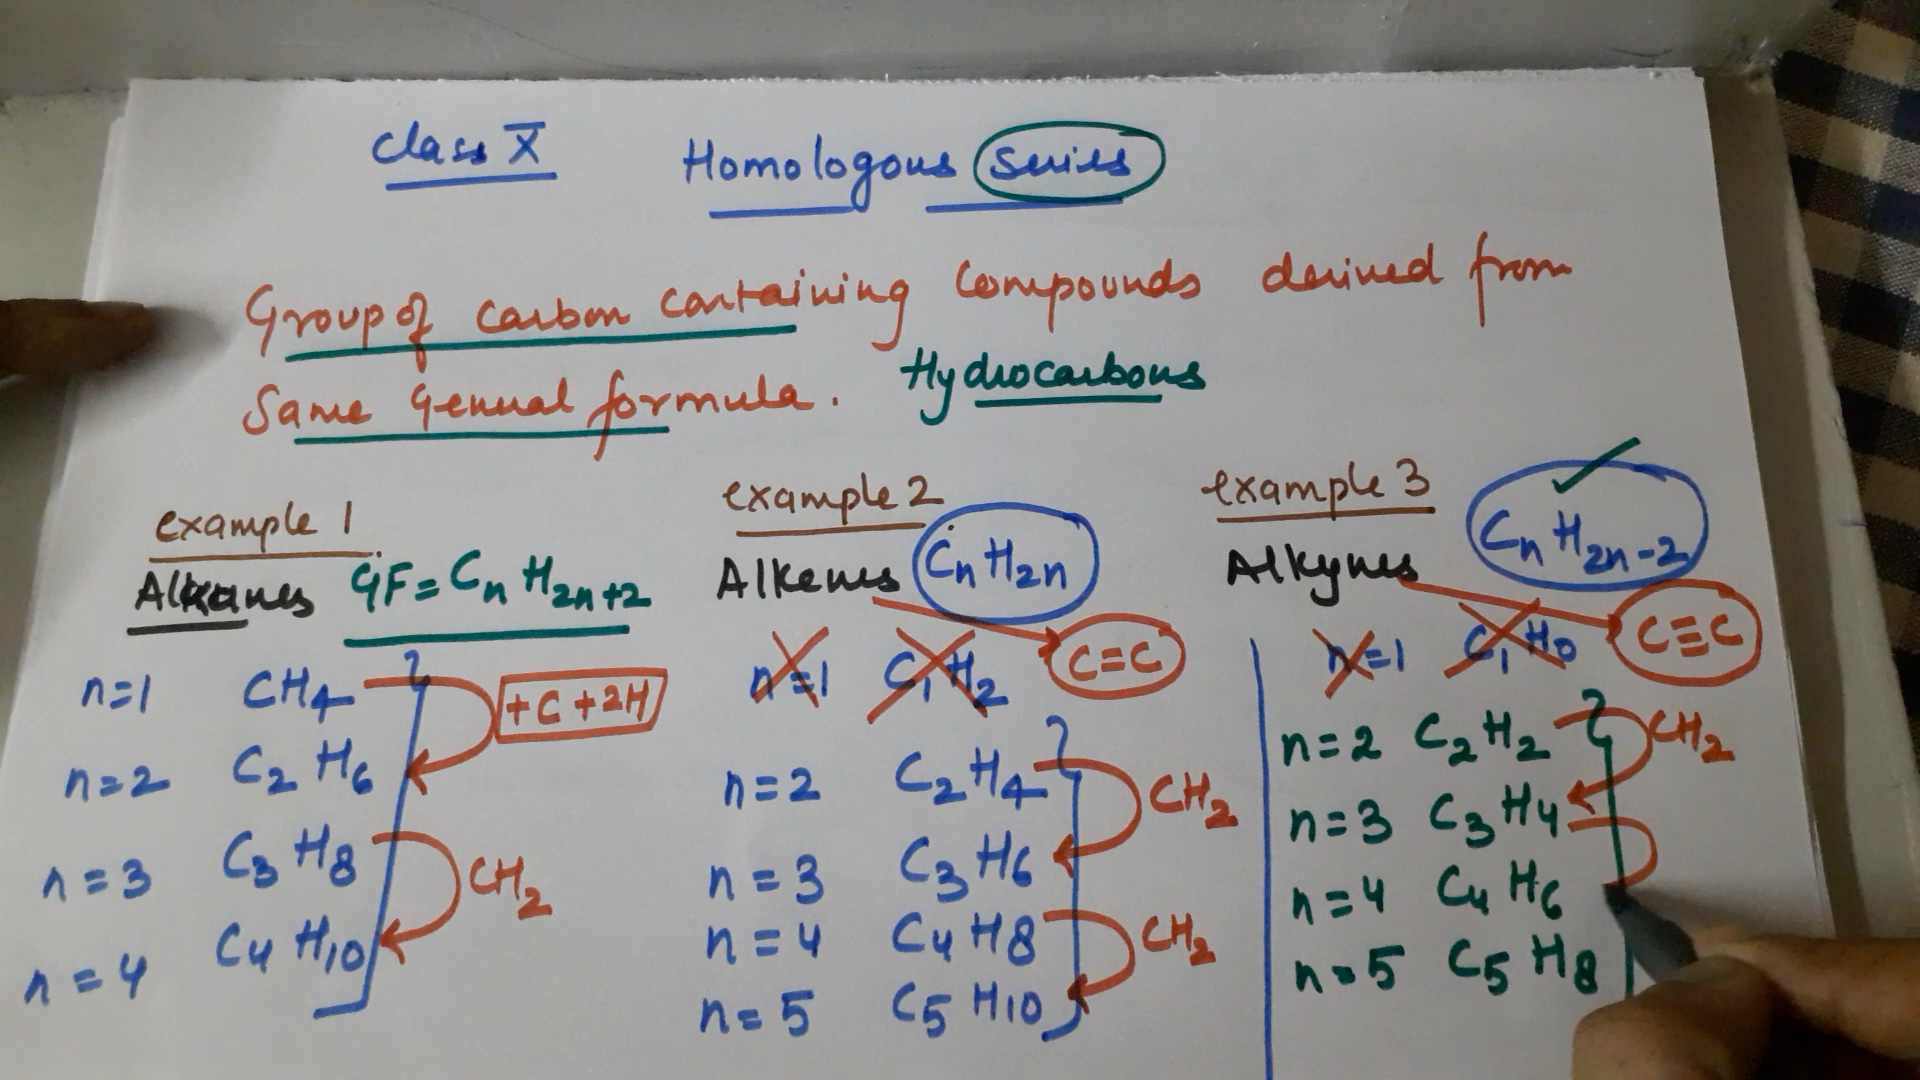 Class X Homologous Series
Group of carbon containing compounds derived from
Same General formula. Hydrocarbons
example 1
Alkanes GF = CnH2n+2
n=1 CH4
+C+2H
n=2 C2H6
n=3 C3H8
CH2
n=4 C4H10
example 2
Alkenes CnH2n
C=C
n=1 C1H2
n=2 C2H4
CH2
n=3 C3H6
n=4 C4H8
CH2
n=5 C5H10
example 3
Alkynes CnH2n-2
C≡C
n=1 C1H0
n=2 C2H2
CH2
n=3 C3H4
n=4 C4H6
n=5 C5H8